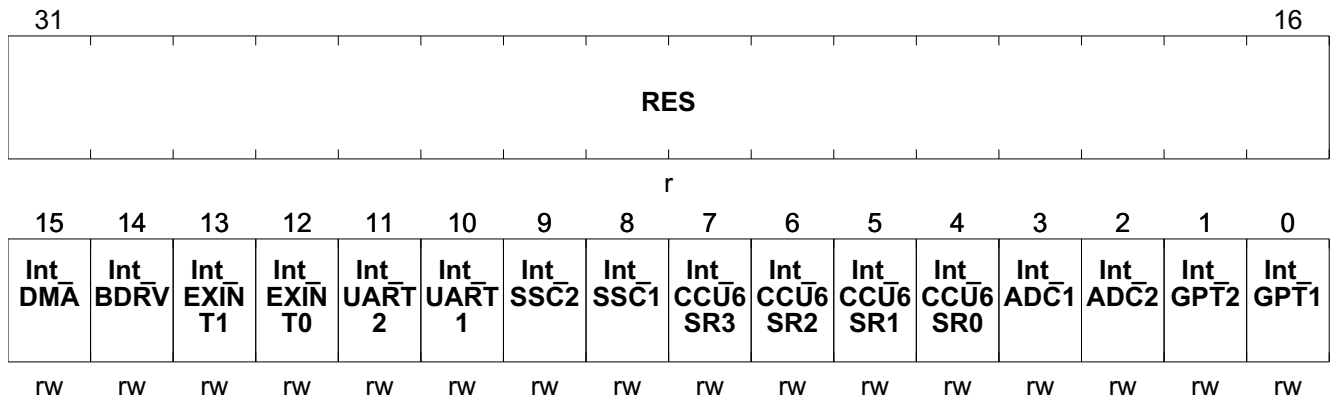 31 16
RES
r
15 14 13 12 11 10 9 8 7 6 5 4 3 2 1 0
Int_ Int_ Int_ Int_ Int_ Int_ Int_ Int_ Int_ Int_ Int_ Int_ Int_ Int_ Int_ Int_
DMA BDRV EXIN EXIN UART UART SSC2 SSC1 CCU6 CCU6 CCU6 CCU6 ADC1 ADC2 GPT2 GPT1
T1 T0 2 1 SR3 SR2 SR1 SR0
rw rw rw rw rw rw rw rw rw rw rw rw rw rw rw rw